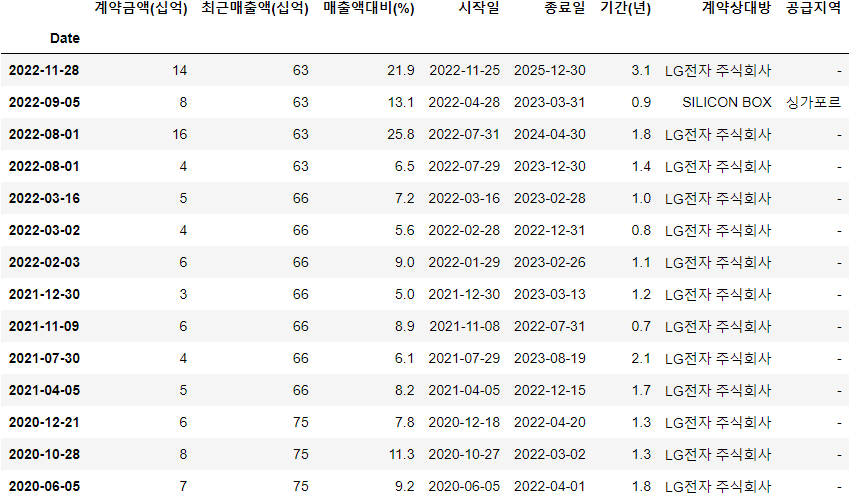 계약금액(십억) 최근매출액(십억) 매출액대비(%) 시작일 종료일 기간(년) 계약상대방 공급지역
Date
2022-11-28 14 63 21.9 2022-11-25 2025-12-30 3.1 LG전자 주식회사 -
2022-09-05 8 63 13.1 2022-04-28 2023-03-31 0.9 SILICON BOX 싱가포르
2022-08-01 16 63 25.8 2022-07-31 2024-04-30 1.8 LG전자 주식회사 -
2022-08-01 4 63 6.5 2022-07-29 2023-12-30 1.4 LG전자 주식회사 -
2022-03-16 5 66 7.2 2022-03-16 2023-02-28 1.0 LG전자 주식회사 -
2022-03-02 4 66 5.6 2022-02-28 2022-12-31 0.8 LG전자 주식회사 -
2022-02-03 6 66 9.0 2022-01-29 2023-02-26 1.1 LG전자 주식회사 -
2021-12-30 3 66 5.0 2021-12-30 2023-03-13 1.2 LG전자 주식회사 -
2021-11-09 6 66 8.9 2021-11-08 2022-07-31 0.7 LG전자 주식회사 -
2021-07-30 4 66 6.1 2021-07-29 2023-08-19 2.1 LG전자 주식회사 -
2021-04-05 5 66 8.2 2021-04-05 2022-12-15 1.7 LG전자 주식회사 -
2020-12-21 6 75 7.8 2020-12-18 2022-04-20 1.3 LG전자 주식회사 -
2020-10-28 8 75 11.3 2020-10-27 2022-03-02 1.3 LG전자 주식회사 -
2020-06-05 7 75 9.2 2020-06-05 2022-04-01 1.8 LG전자 주식회사 -